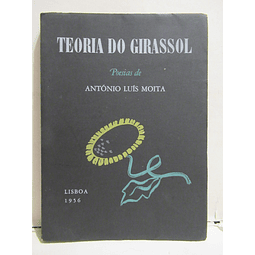 TEORIA DO GIRASSOL
Poesias de
ANTÓNIO LUÍS MOITA
LISBOA
1956